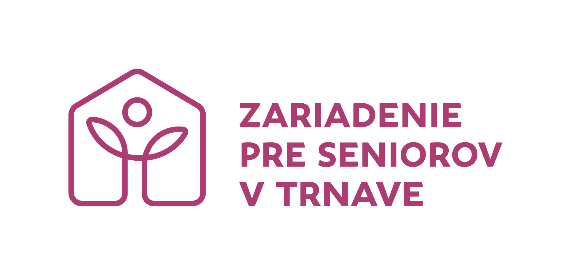 ZARIADENIE
PRE SENIOROV
V TRNAVE